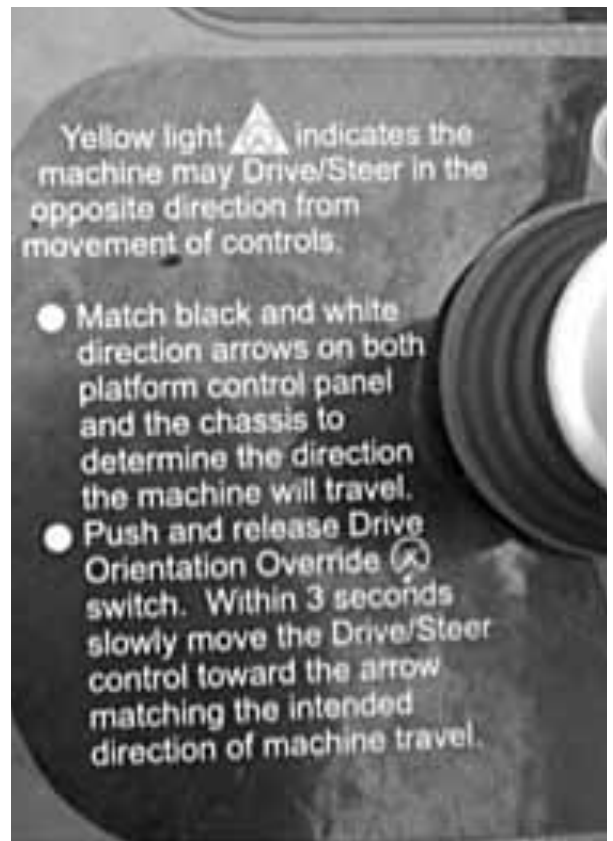 Yellow light indicates the
machine may Drive/Steer in the
opposite direction from
movement of controls.
Match black and white
direction arrows on both
platform control panel
and the chassis to
determine the direction
the machine will travel.
Push and release Drive
Orientation Override
switch. Within 3 seconds
slowly move the Drive/Steer
control toward the arrow
matching the intended
direction of machine travel.